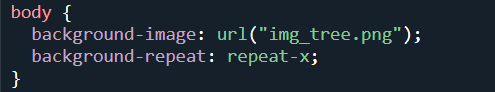 body {
  background-image: url("img_tree.png");
  background-repeat: repeat-x;
}